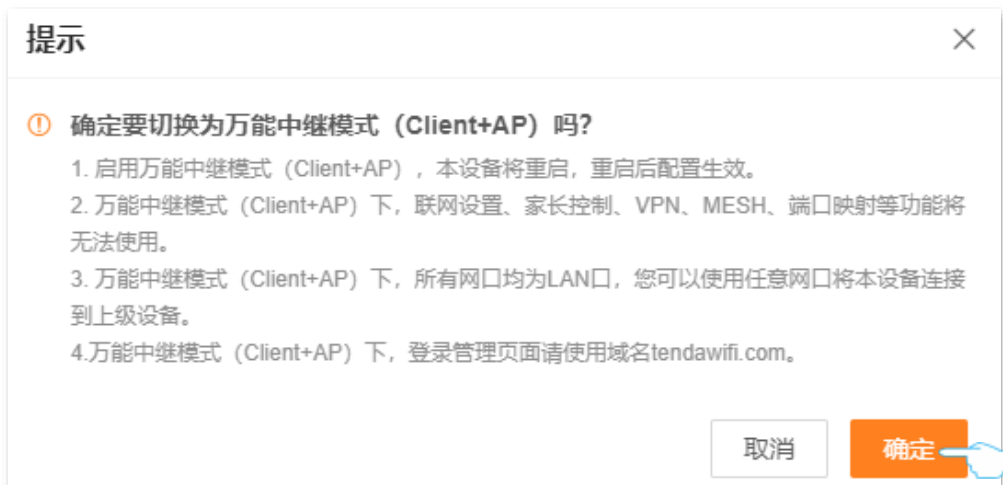 提示
确定要切换为万能中继模式（Client+AP）吗？
1. 启用万能中继模式（Client+AP），本设备将重启，重启后配置生效。
2. 万能中继模式（Client+AP）下，联网设置、家长控制、VPN、MESH、端口映射等功能将
无法使用。
3. 万能中继模式（Client+AP）下，所有网口均为LAN口，您可以使用任意网口将本设备连接
到上级设备。
4.万能中继模式（Client+AP）下，登录管理页面请使用域名tendawifi.com。
取消
确定